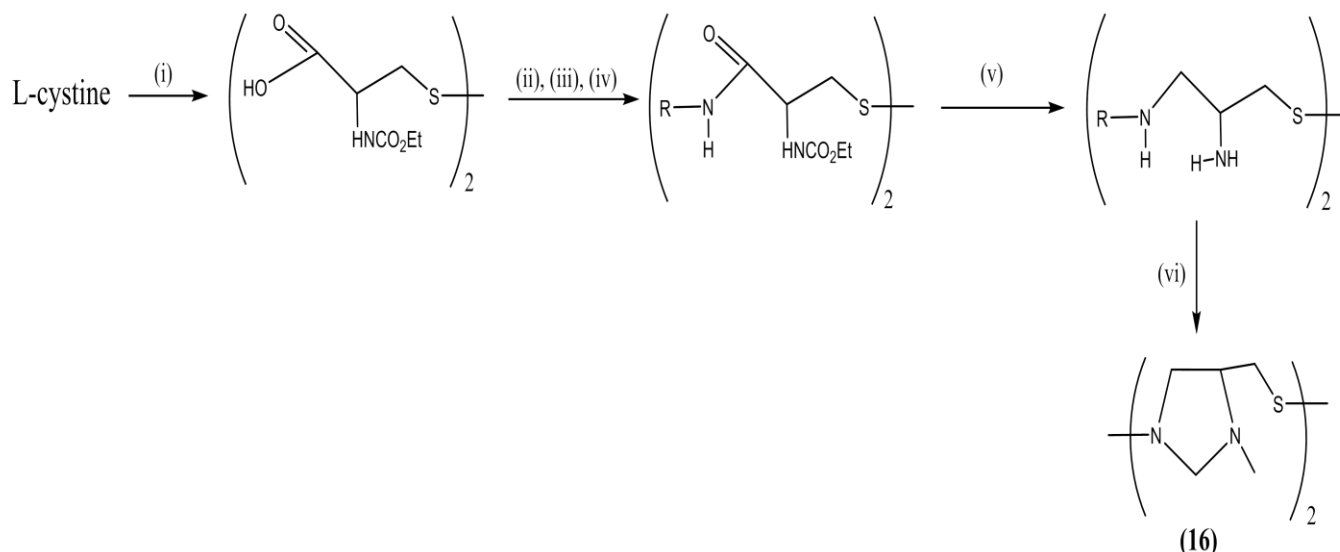 L-cystine
(i)
O
HO
S
HNCO2Et
2
(ii), (iii), (iv)
O
R
N
H
S
HNCO2Et
2
(v)
R
N
H
H
NH
S
2
(vi)
N
N
S
2
(16)